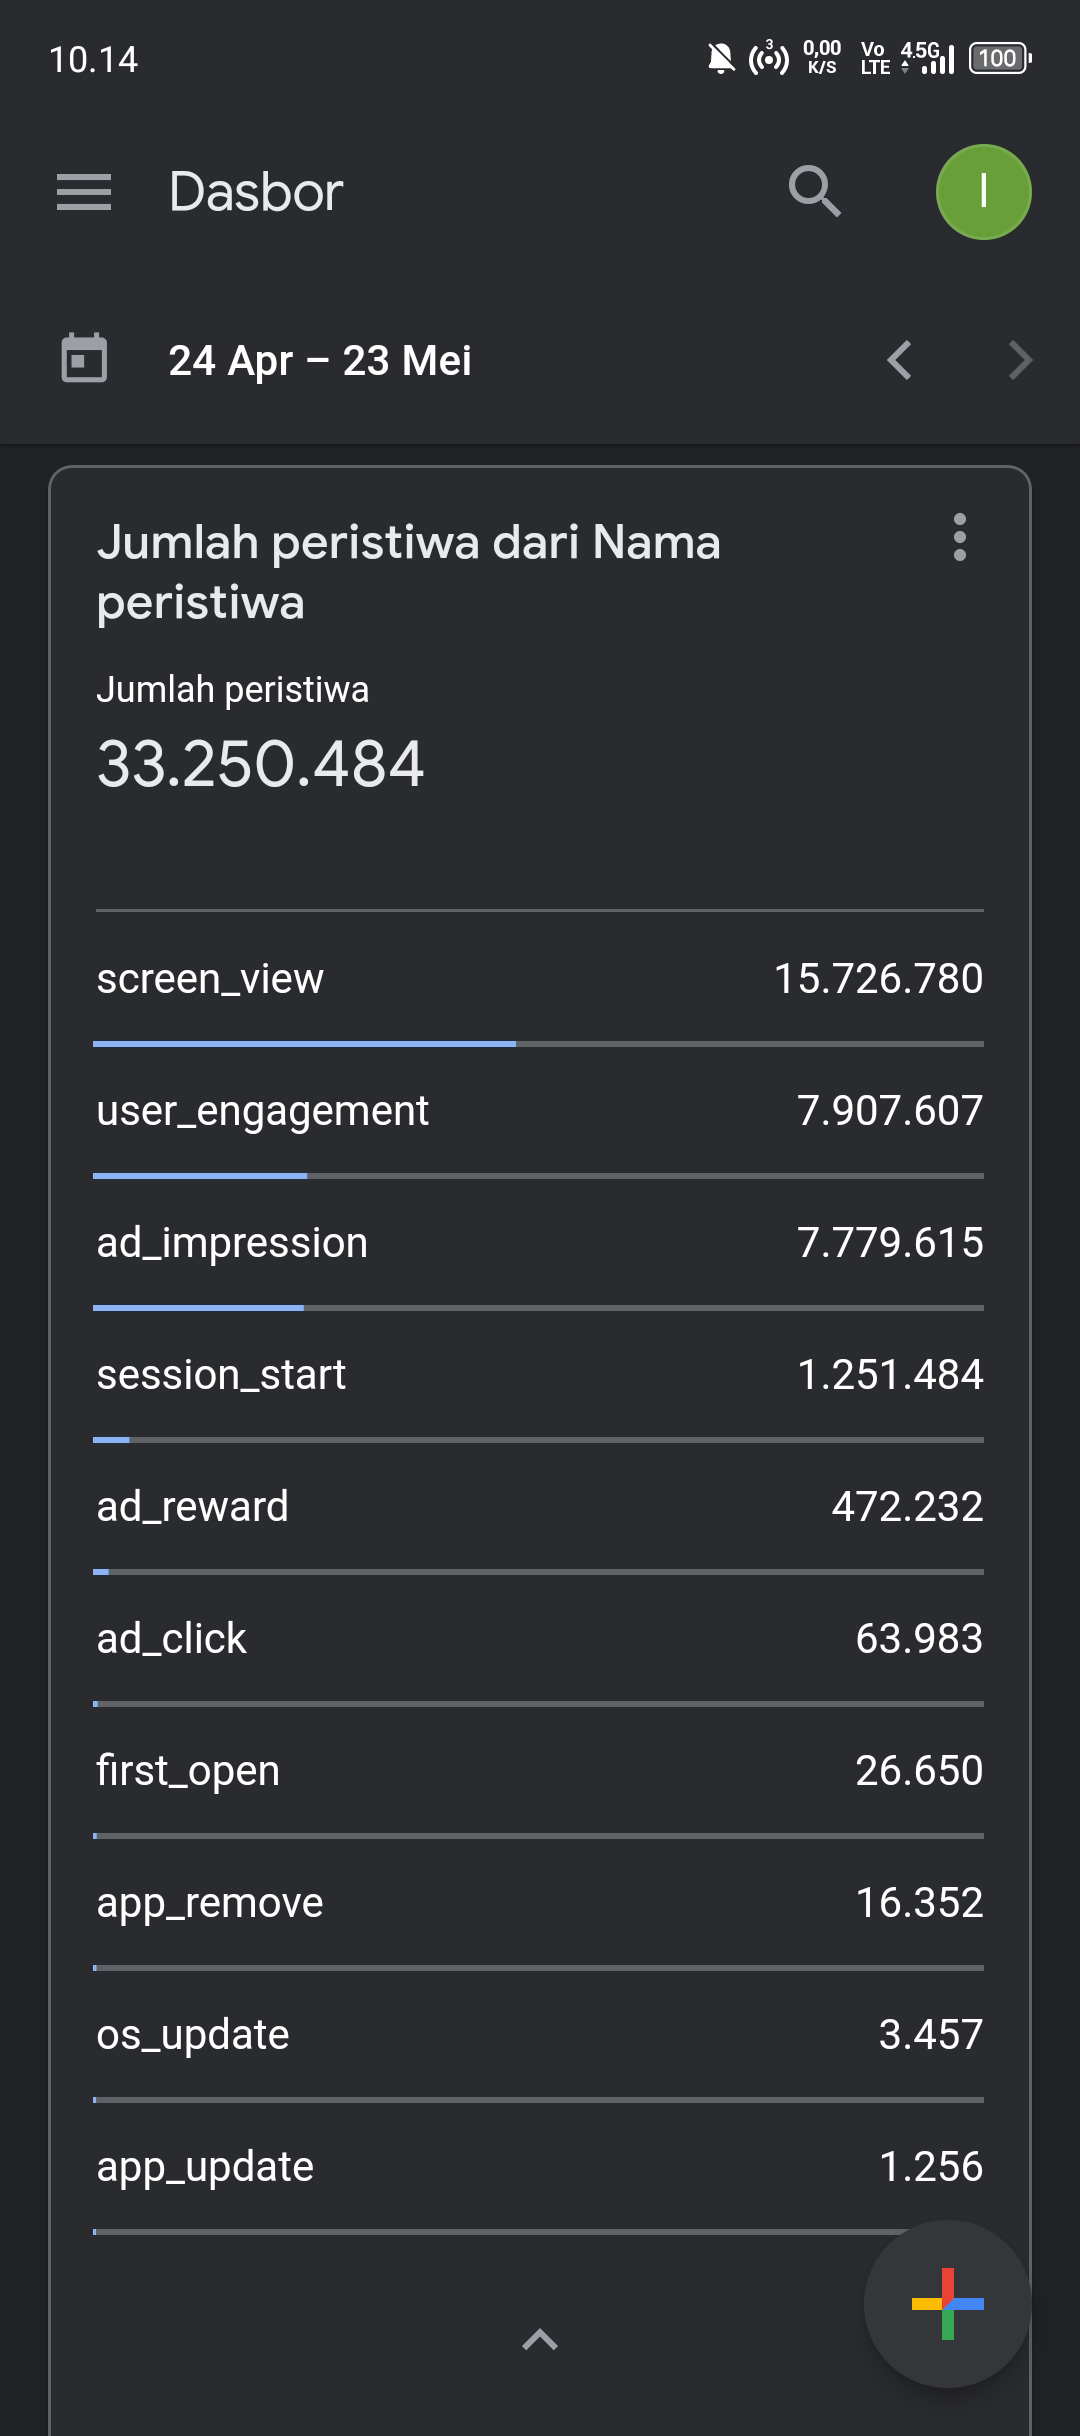 10.14
3
0,00
K/S
Vo
LTE
4.5G
100
Dasbor
I
24 Apr – 23 Mei
Jumlah peristiwa dari Nama
peristiwa
Jumlah peristiwa
33.250.484
screen_view 15.726.780
user_engagement 7.907.607
ad_impression 7.779.615
session_start 1.251.484
ad_reward 472.232
ad_click 63.983
first_open 26.650
app_remove 16.352
os_update 3.457
app_update 1.256